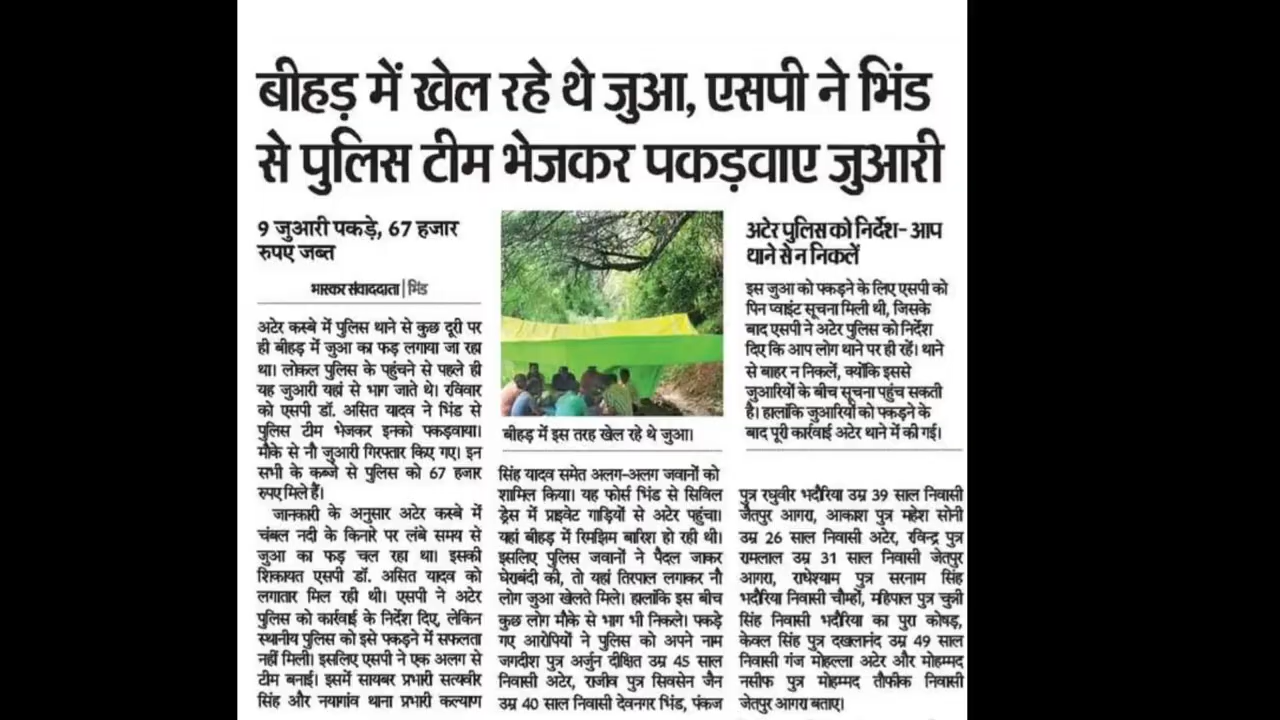 बीहड़ में खेल रहे थे जुआ, एसपी ने भिंड
से पुलिस टीम भेजकर पकड़वाए जुआरी
9 जुआरी पकड़े, 67 हजार
रुपए जब्त
भास्कर संवाददाता | भिंड
अटेर कस्बे में पुलिस थाने से कुछ दूरी पर
ही बीहड़ में जुआ का फड़ लगाया जा रहा
था। लोकल पुलिस के पहुंचने से पहले ही
यह जुआरी यहां से भाग जाते थे। रविवार
को एसपी डॉ. असित यादव ने भिंड से
पुलिस टीम भेजकर इनको पकड़वाया।
मौके से नौ जुआरी गिरफ्तार किए गए। इन
सभी के कब्जे से पुलिस को 67 हजार
रुपए मिले हैं।
जानकारी के अनुसार अटेर कस्बे में
चंबल नदी के किनारे पर लंबे समय से
जुआ का फड़ चल रहा था। इसकी
शिकायत एसपी डॉ. असित यादव को
लगातार मिल रही थी। एसपी ने अटेर
पुलिस को कार्रवाई के निर्देश दिए, लेकिन
स्थानीय पुलिस को इसे पकड़ने में सफलता
नहीं मिली। इसलिए एसपी ने एक अलग से
टीम बनाई। इसमें सायबर प्रभारी सत्यवीर
सिंह और नयागांव थाना प्रभारी कल्याण
बीहड़ में इस तरह खेल रहे थे जुआ।
सिंह यादव समेत अलग-अलग जवानों को
शामिल किया। यह फोर्स भिंड से सिविल
ड्रेस में प्राइवेट गाड़ियों से अटेर पहुंचा।
यहां बीहड़ में रिमझिम बारिश हो रही थी।
इसलिए पुलिस जवानों ने पैदल जाकर
घेराबंदी की, तो यहां तिरपाल लगाकर नौ
लोग जुआ खेलते मिले। हालांकि इस बीच
कुछ लोग मौके से भाग भी निकले। पकड़े
गए आरोपियों ने पुलिस को अपने नाम
जगदीश पुत्र अर्जुन दीक्षित उम्र 45 साल
निवासी अटेर, राजीव पुत्र सिवसेन जैन
उम्र 40 साल निवासी देवनगर भिंड, पंकज
अटेर पुलिस को निर्देश- आप
थाने से न निकलें
इस जुआ को पकड़ने के लिए एसपी को
पिन प्वाइंट सूचना मिली थी, जिसके
बाद एसपी ने अटेर पुलिस को निर्देश
दिए कि आप लोग थाने पर ही रहें। थाने
से बाहर न निकलें, क्योंकि इससे
जुआरियों के बीच सूचना पहुंच सकती
है। हालांकि जुआरियों को पकड़ने के
बाद पूरी कार्रवाई अटेर थाने में की गई।
पुत्र रघुवीर भदौरिया उम्र 39 साल निवासी
जेतपुर आगरा, आकाश पुत्र महेश सोनी
उम्र 26 साल निवासी अटेर, रविन्द्र पुत्र
रामलाल उम्र 31 साल निवासी जेतपुर
आगरा, राधेश्याम पुत्र सरनाम सिंह
भदौरिया निवासी चौम्हों, महिपाल पुत्र चुन्नी
सिंह निवासी भदौरिया का पुरा कोषड़,
केवल सिंह पुत्र दखलानंद उम्र 49 साल
निवासी गंज मोहल्ला अटेर और मोहम्मद
नसीफ पुत्र मोहम्मद तौफीक निवासी
जेतपुर आगरा बताए।